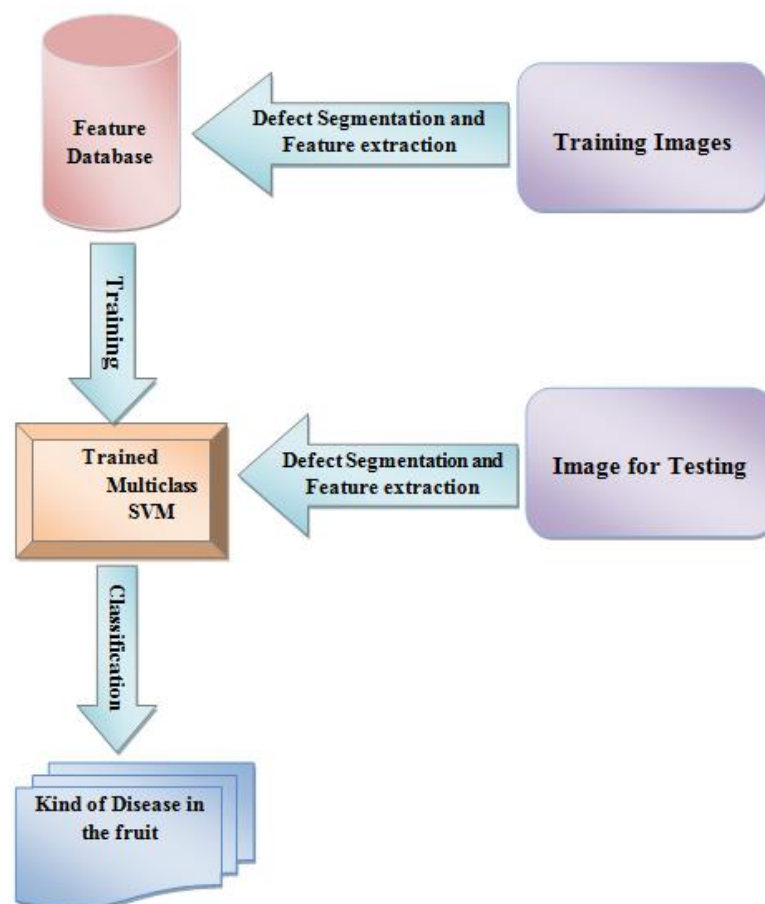 Feature
Database
Defect Segmentation and
Feature extraction
Training Images
Training
Trained
Multiclass
SVM
Defect Segmentation and
Feature extraction
Image for Testing
Classification
Kind of Disease in
the fruit